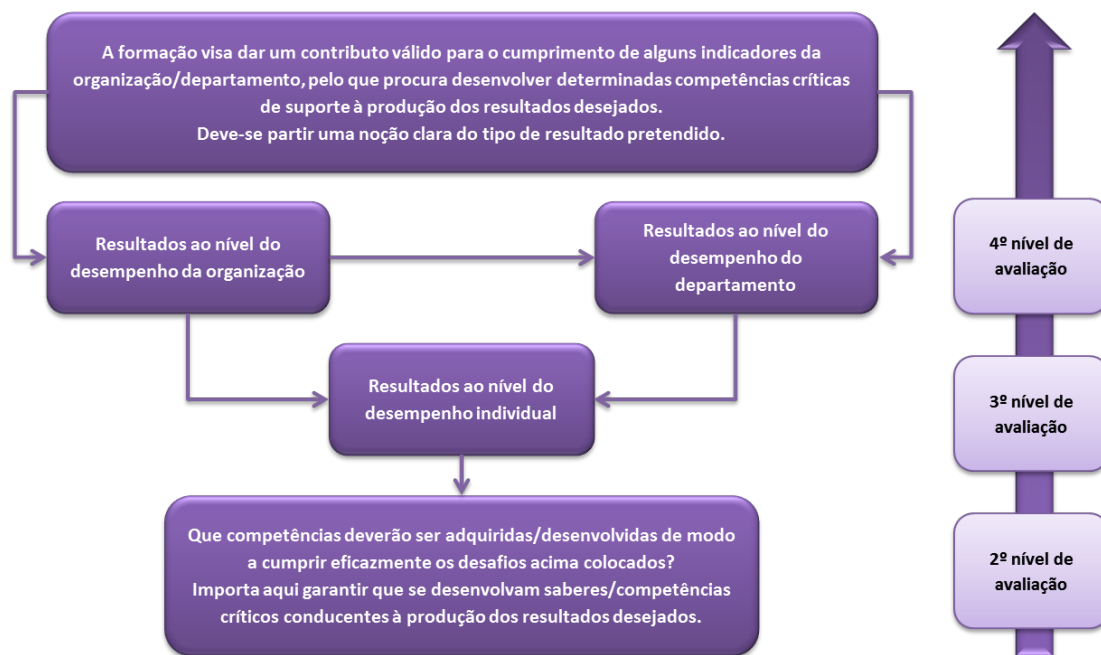 A formação visa dar um contributo válido para o cumprimento de alguns indicadores da
organização/departamento, pelo que procura desenvolver determinadas competências críticas
de suporte à produção dos resultados desejados.
Deve-se partir uma noção clara do tipo de resultado pretendido.
Resultados ao nível do
desempenho da organização
Resultados ao nível do
desempenho do
departamento
4º nível de
avaliação
Resultados ao nível do
desempenho individual
3º nível de
avaliação
Que competências deverão ser adquiridas/desenvolvidas de modo
a cumprir eficazmente os desafios acima colocados?
Importa aqui garantir que se desenvolvam saberes/competências
críticos conducentes à produção dos resultados desejados.
2º nível de
avaliação